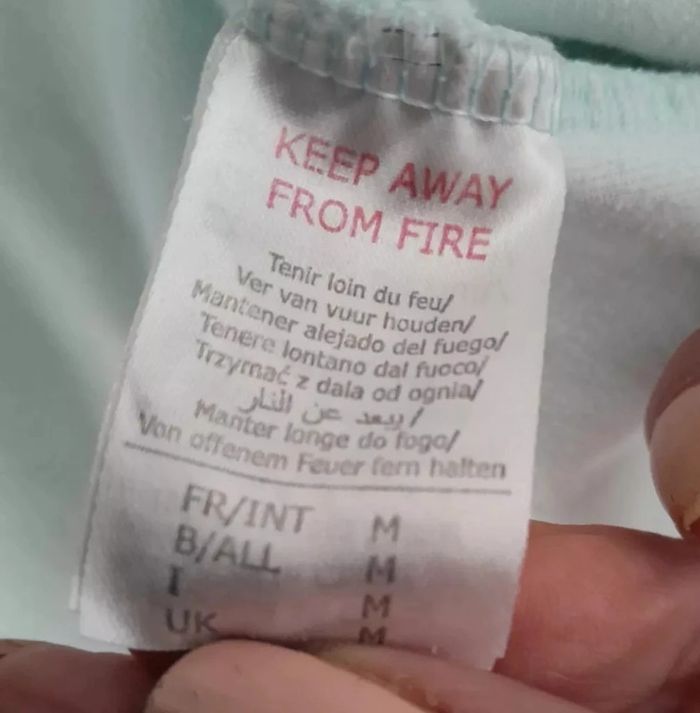 KEEP AWAY
FROM FIRE
Tenir loin du feu/
Ver van vuur houden/
Mantener alejado del fuego/
Tenere lontano dal fuoco/
Trzymać z dala od ognia/
يبعد عن النار /
Manter longe do fogo/
Von offenem Feuer fern halten
FR/INT M
B/ALL M
I M
UK M